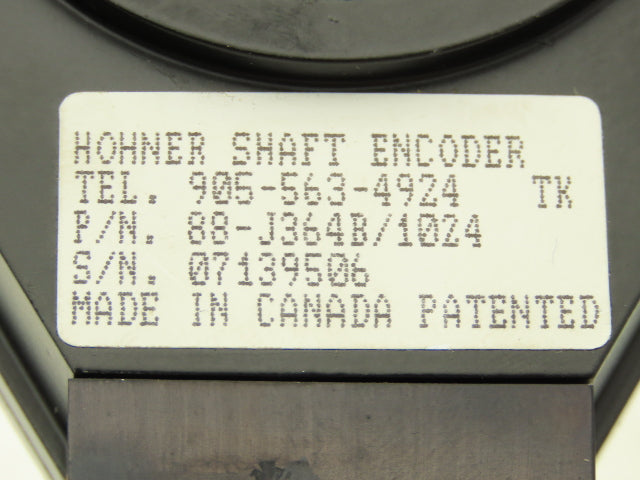 HOHNER SHAFT ENCODER
TEL. 905-563-4924 TK
P/N. 88-J364B/1024
S/N. 07139506
MADE IN CANADA PATENTED